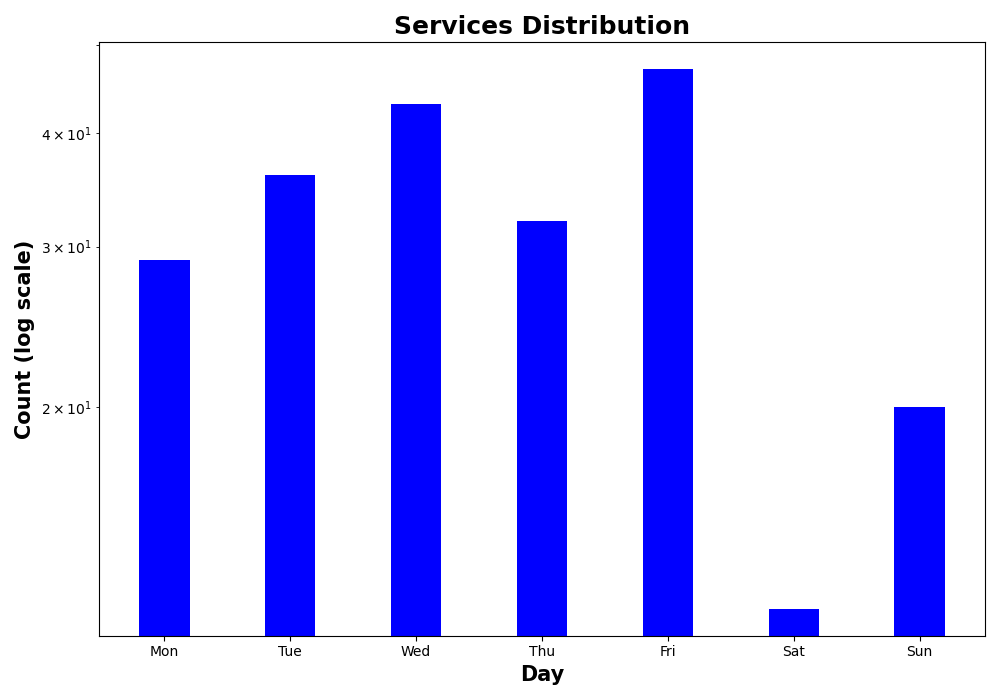 Services Distribution
Count (log scale)
4 × 10¹
3 × 10¹
2 × 10¹
Mon Tue Wed Thu Fri Sat Sun
Day